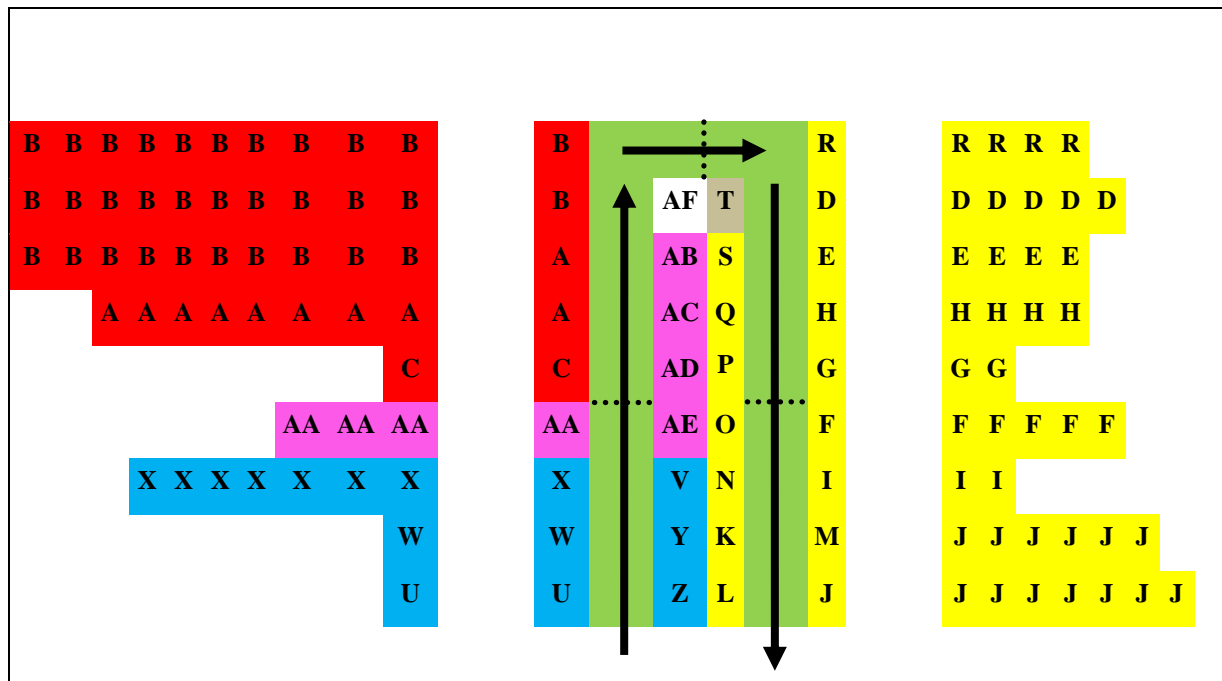 B B B B B B B B B B B R R R R R
B B B B B B B B B B B AF T D D D D D D
B B B B B B B B B B A AB S E E E E E
A A A A A A A A A AC Q H H H H H
C C AD P G G G
AA AA AA AA AE O F F F F F F
X X X X X X X X V N I I I
W W Y K M J J J J J J
U U Z L J J J J J J J J